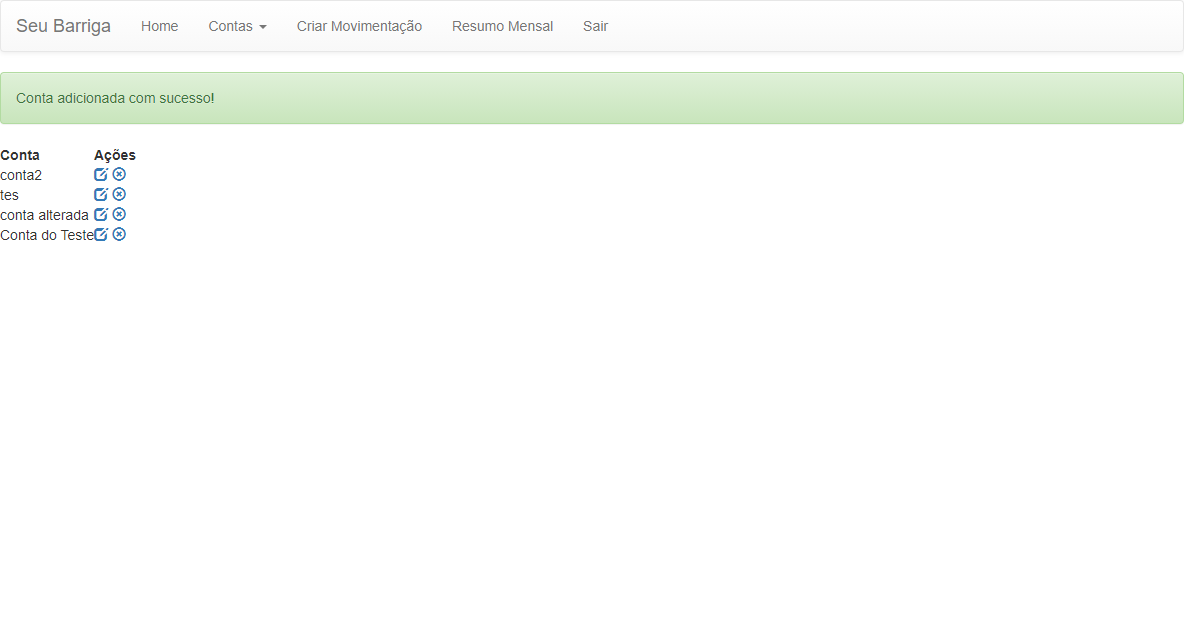 Seu Barriga Home Contas Criar Movimentação Resumo Mensal Sair
Conta adicionada com sucesso!
Conta Ações
conta2
tes
conta alterada
Conta do Teste